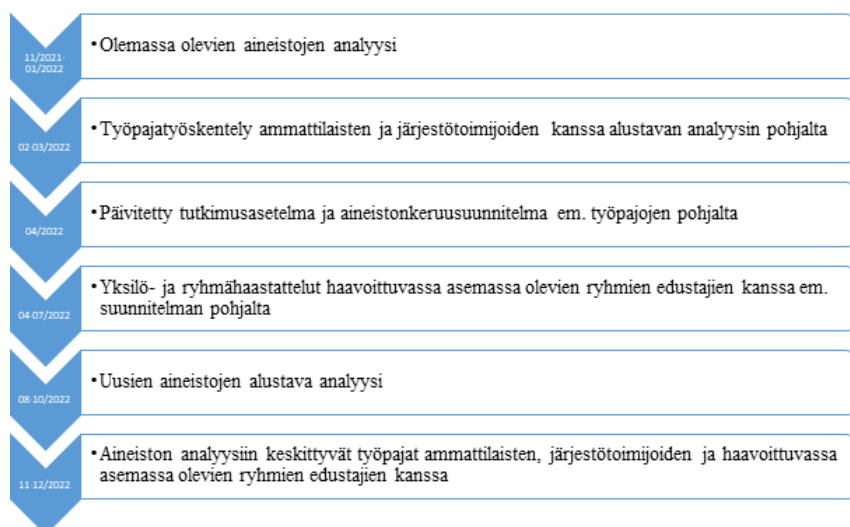 11/2021-
01/2022
•Olemassa olevien aineistojen analyysi
02-03/2022
•Työpajatyöskentely ammattilaisten ja järjestötoimijoiden kanssa alustavan analyysin pohjalta
04/2022
•Päivitetty tutkimusasetelma ja aineistonkeruusuunnitelma em. työpajojen pohjalta
04-07/2022
•Yksilö- ja ryhmähaastattelut haavoittuvassa asemassa olevien ryhmien edustajien kanssa em.
suunnitelman pohjalta
08-10/2022
•Uusien aineistojen alustava analyysi
11-12/2022
•Aineiston analyysiin keskittyvät työpajat ammattilaisten, järjestötoimijoiden ja haavoittuvassa
asemassa olevien ryhmien edustajien kanssa